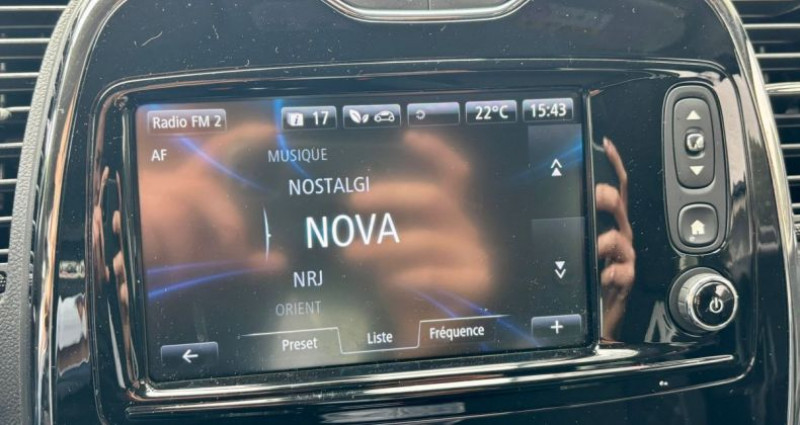 Radio FM 2
17
22°C
15:43
AF
MUSIQUE
NOSTALGI
NOVA
NRJ
ORIENT
Preset
Liste
Fréquence